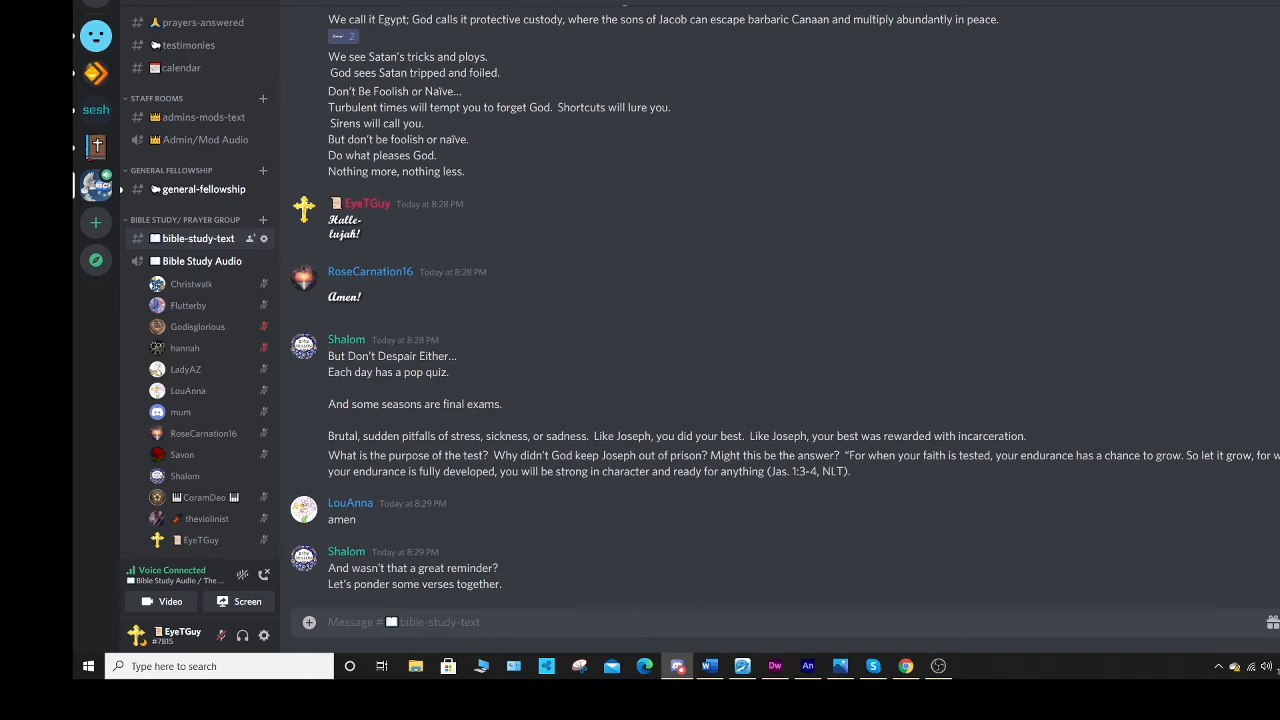 prayers-answered
testimonies
calendar
STAFF ROOMS
admins-mods-text
Admin/Mod Audio
GENERAL FELLOWSHIP
general-fellowship
BIBLE STUDY/ PRAYER GROUP
bible-study-text
Bible Study Audio
Christwalk
Flutterby
Godisglorious
hannah
LadyAZ
LouAnna
mum
RoseCarnation16
Savon
Shalom
CoramDeo
theviolinist
EyeTGuy
Voice Connected
Bible Study Audio / The ...
Video
Screen
EyeTGuy
#7815
sesh
We call it Egypt; God calls it protective custody, where the sons of Jacob can escape barbaric Canaan and multiply abundantly in peace.
2
We see Satan's tricks and ploys.
God sees Satan tripped and foiled.
Don't Be Foolish or Naïve...
Turbulent times will tempt you to forget God.  Shortcuts will lure you.
Sirens will call you.
But don't be foolish or naïve.
Do what pleases God.
Nothing more, nothing less.
EyeTGuy Today at 8:28 PM
Halle-
lujah!
RoseCarnation16 Today at 8:28 PM
Amen!
Shalom Today at 8:28 PM
But Don't Despair Either...
Each day has a pop quiz.
And some seasons are final exams.
Brutal, sudden pitfalls of stress, sickness, or sadness.  Like Joseph, you did your best.  Like Joseph, your best was rewarded with incarceration.
What is the purpose of the test?  Why didn't God keep Joseph out of prison? Might this be the answer?  “For when your faith is tested, your endurance has a chance to grow. So let it grow, for w
your endurance is fully developed, you will be strong in character and ready for anything (Jas. 1:3-4, NLT).
LouAnna Today at 8:29 PM
amen
Shalom Today at 8:29 PM
And wasn't that a great reminder?
Let's ponder some verses together.
Message # bible-study-text
Type here to search
Dw
An